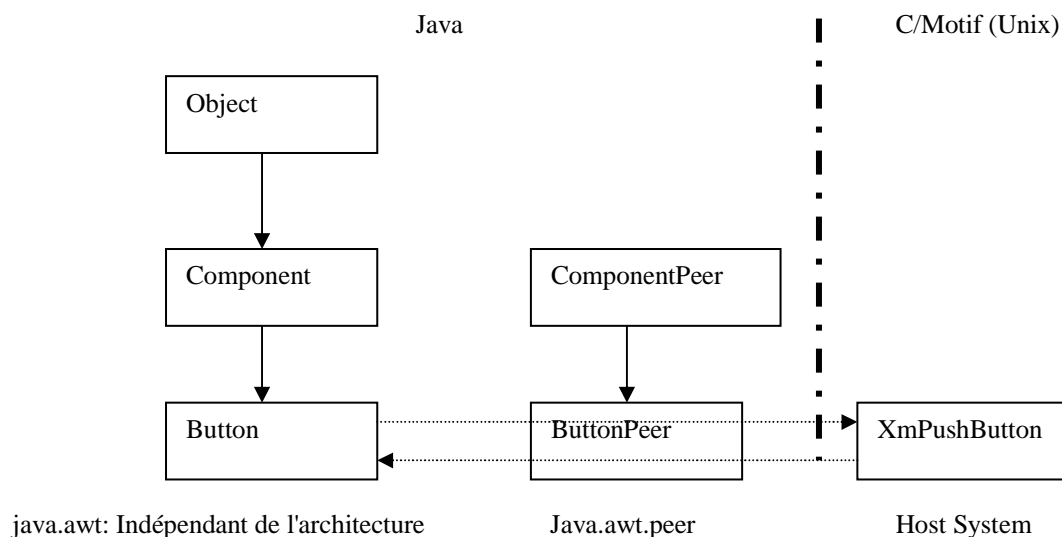 Java
C/Motif (Unix)
Object
Component
ComponentPeer
Button
ButtonPeer
XmPushButton
java.awt: Indépendant de l'architecture
Java.awt.peer
Host System